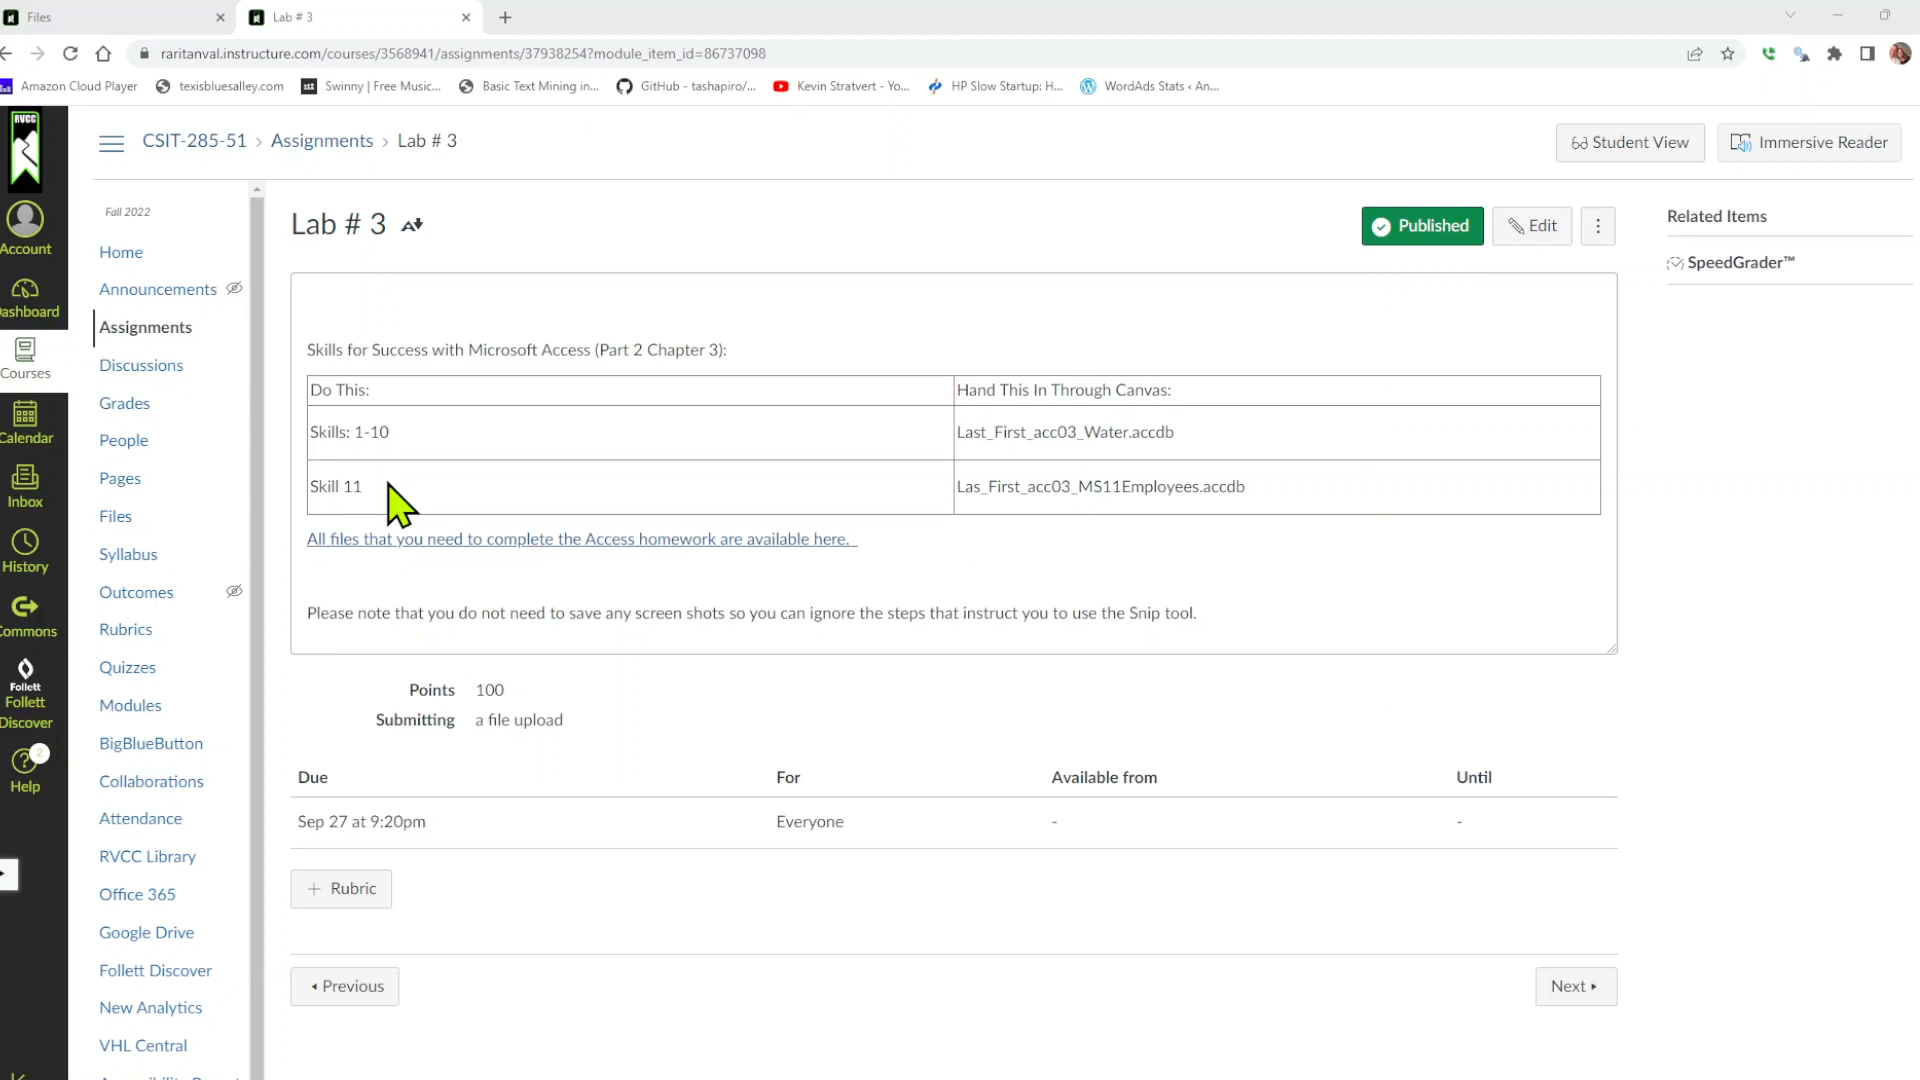 Files
Lab # 3
raritanval.instructure.com/courses/3568941/assignments/37938254?module_item_id=86737098
Amazon Cloud Player
texisbluesalley.com
Swinny | Free Music...
Basic Text Mining in...
GitHub - tashapiro/...
Kevin Stratvert - Yo...
HP Slow Startup: H...
WordAds Stats ‹ An...
RVCC
Account
ashboard
Courses
Calendar
Inbox
History
ommons
Follett
Follett
Discover
2
Help
CSIT-285-51 › Assignments › Lab # 3
Student View
Immersive Reader
Fall 2022
Home
Announcements
Assignments
Discussions
Grades
People
Pages
Files
Syllabus
Outcomes
Rubrics
Quizzes
Modules
BigBlueButton
Collaborations
Attendance
RVCC Library
Office 365
Google Drive
Follett Discover
New Analytics
VHL Central
Lab # 3
Published
Edit
Related Items
SpeedGrader™
Skills for Success with Microsoft Access (Part 2 Chapter 3):
Do This:
Hand This In Through Canvas:
Skills: 1-10
Last_First_acc03_Water.accdb
Skill 11
Las_First_acc03_MS11Employees.accdb
All files that you need to complete the Access homework are available here.
Please note that you do not need to save any screen shots so you can ignore the steps that instruct you to use the Snip tool.
Points 100
Submitting a file upload
Due For Available from Until
Sep 27 at 9:20pm Everyone - -
+ Rubric
Previous
Next